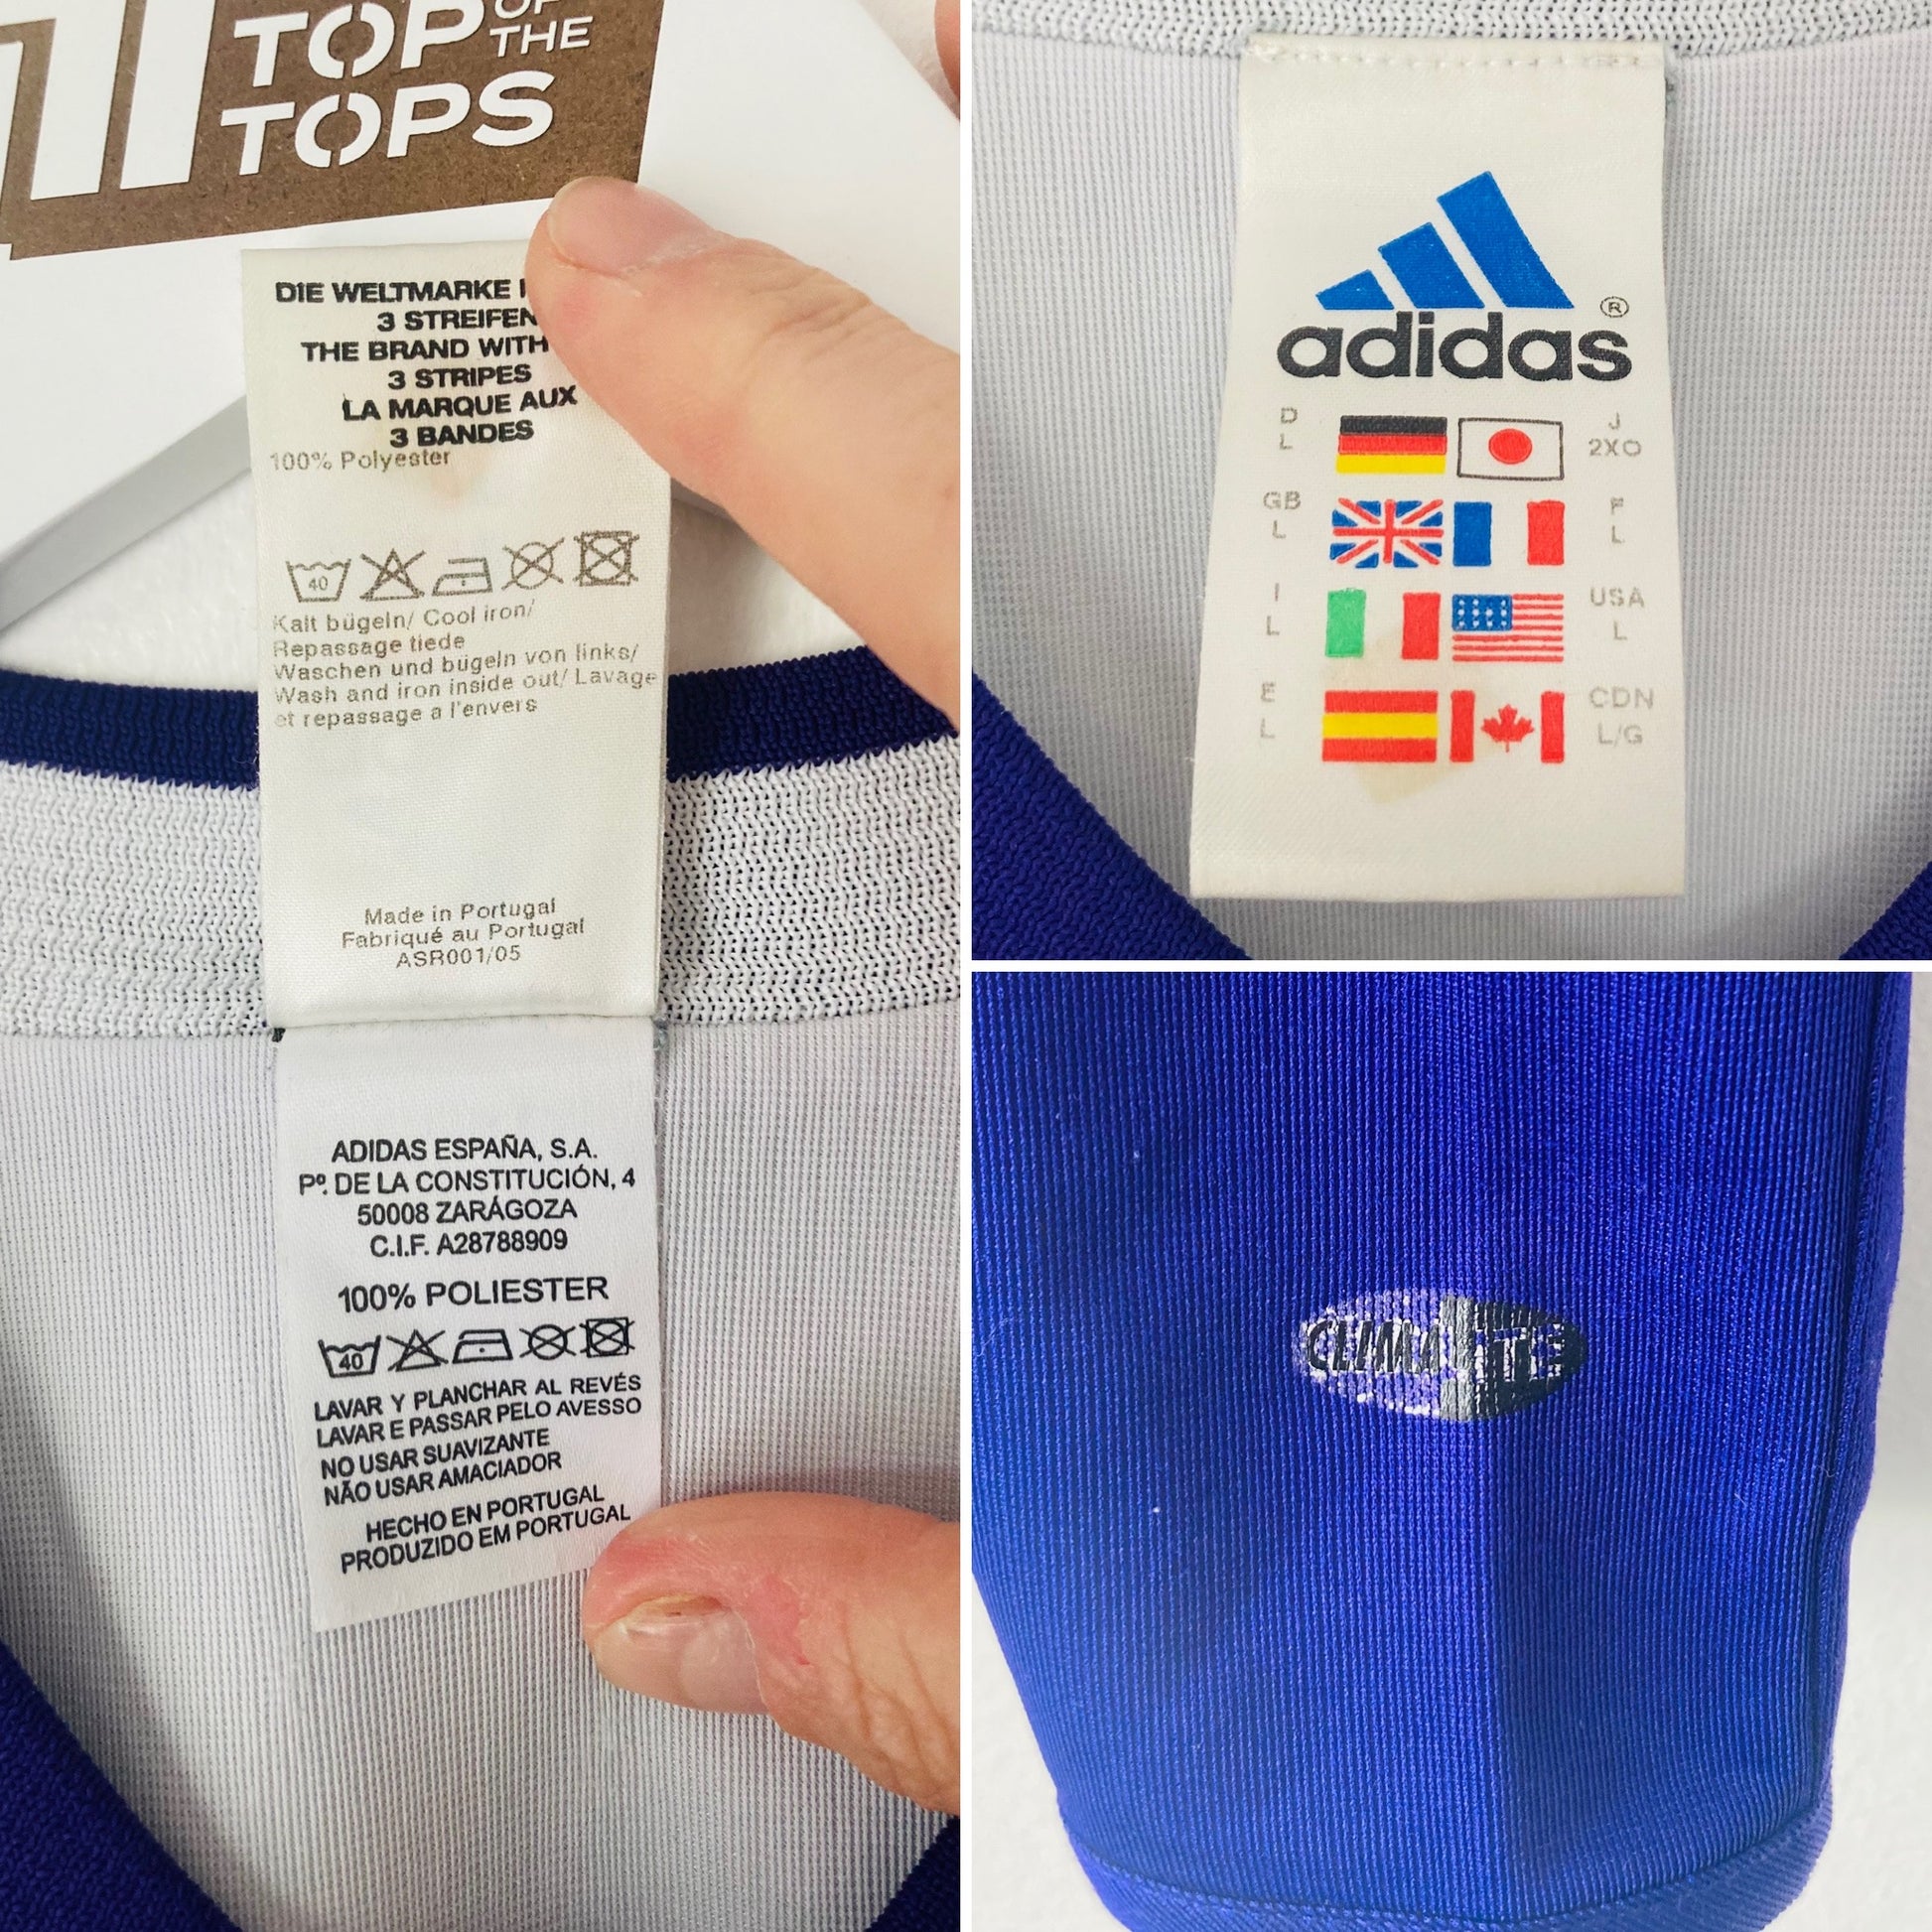 TOP OF THE TOPS
DIE WELTMARKE
3 STREIFEN
THE BRAND WITH
3 STRIPES
LA MARQUE AUX
3 BANDES
100% Polyester
40
Kalt bügeln/ Cool iron/
Repassage tiede
Waschen und bügeln von links/
Wash and iron inside out/ Lavage
et repassage a l'envers
Made in Portugal
Fabriqué au Portugal
ASR001/05
ADIDAS ESPAÑA, S.A.
Pº. DE LA CONSTITUCIÓN, 4
50008 ZARÁGOZA
C.I.F. A28788909
100% POLIESTER
40
LAVAR Y PLANCHAR AL REVÉS
LAVAR E PASSAR PELO AVESSO
NO USAR SUAVIZANTE
NÃO USAR AMACIADOR
HECHO EN PORTUGAL
PRODUZIDO EM PORTUGAL
adidas ®
D J
L 2XO
GB F
L L
I USA
L L
E CDN
L L/G
CLIMALITE